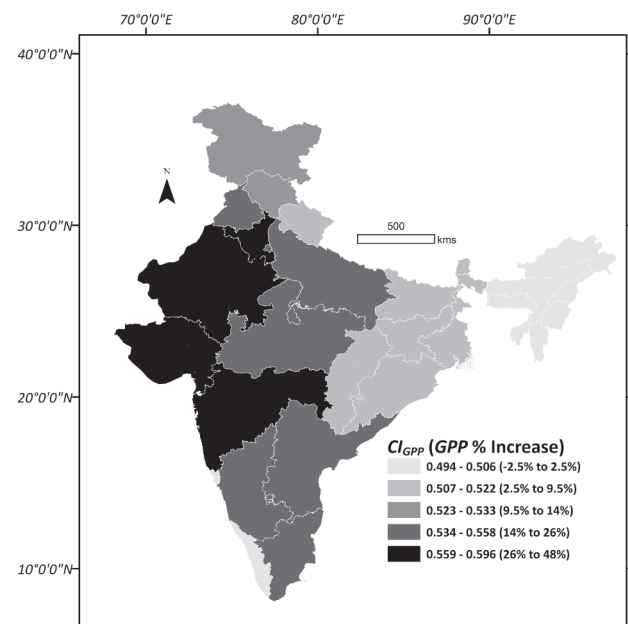 70°0'0"E 80°0'0"E 90°0'0"E
40°0'0"N
N
30°0'0"N
500
kms
20°0'0"N
CI_GPP (GPP % Increase)
0.494 - 0.506 (-2.5% to 2.5%)
0.507 - 0.522 (2.5% to 9.5%)
0.523 - 0.533 (9.5% to 14%)
0.534 - 0.558 (14% to 26%)
0.559 - 0.596 (26% to 48%)
10°0'0"N